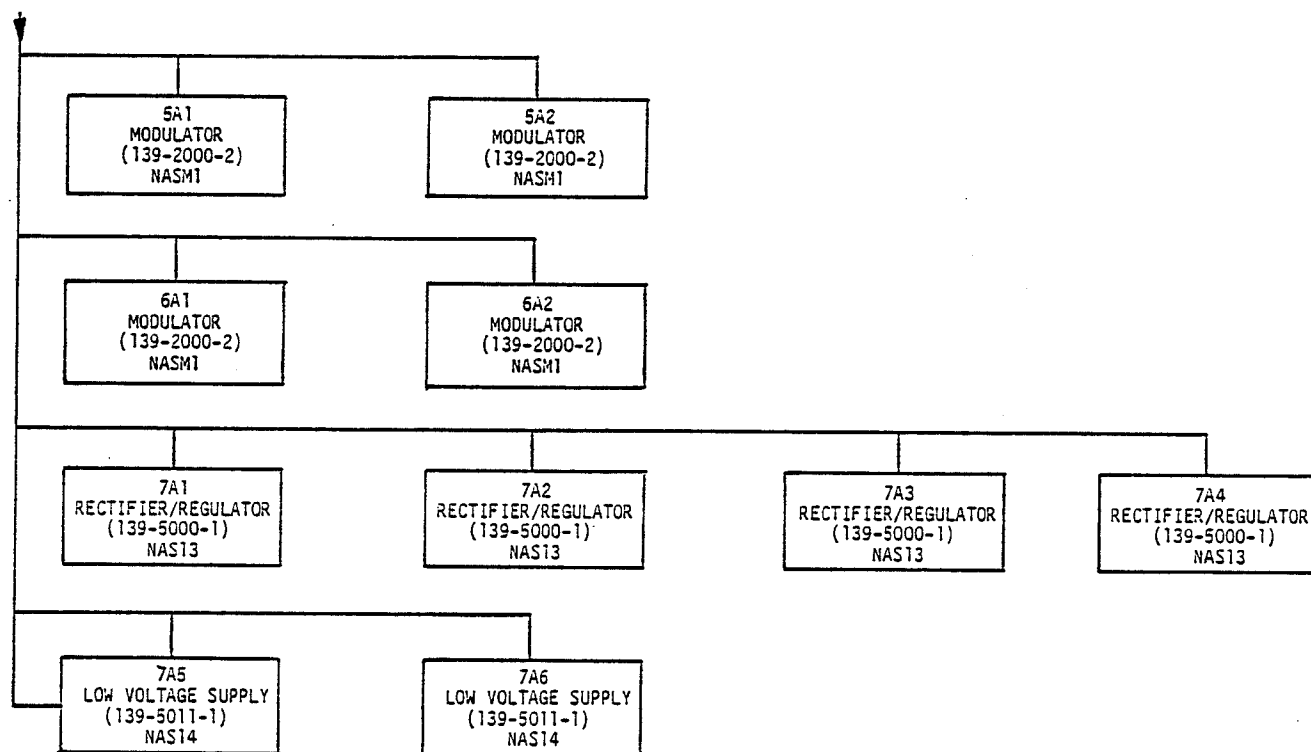 5A1
MODULATOR
(139-2000-2)
NASM1
5A2
MODULATOR
(139-2000-2)
NASM1
6A1
MODULATOR
(139-2000-2)
NASM1
6A2
MODULATOR
(139-2000-2)
NASM1
7A1
RECTIFIER/REGULATOR
(139-5000-1)
NAS13
7A2
RECTIFIER/REGULATOR
(139-5000-1)
NAS13
7A3
RECTIFIER/REGULATOR
(139-5000-1)
NAS13
7A4
RECTIFIER/REGULATOR
(139-5000-1)
NAS13
7A5
LOW VOLTAGE SUPPLY
(139-5011-1)
NAS14
7A6
LOW VOLTAGE SUPPLY
(139-5011-1)
NAS14